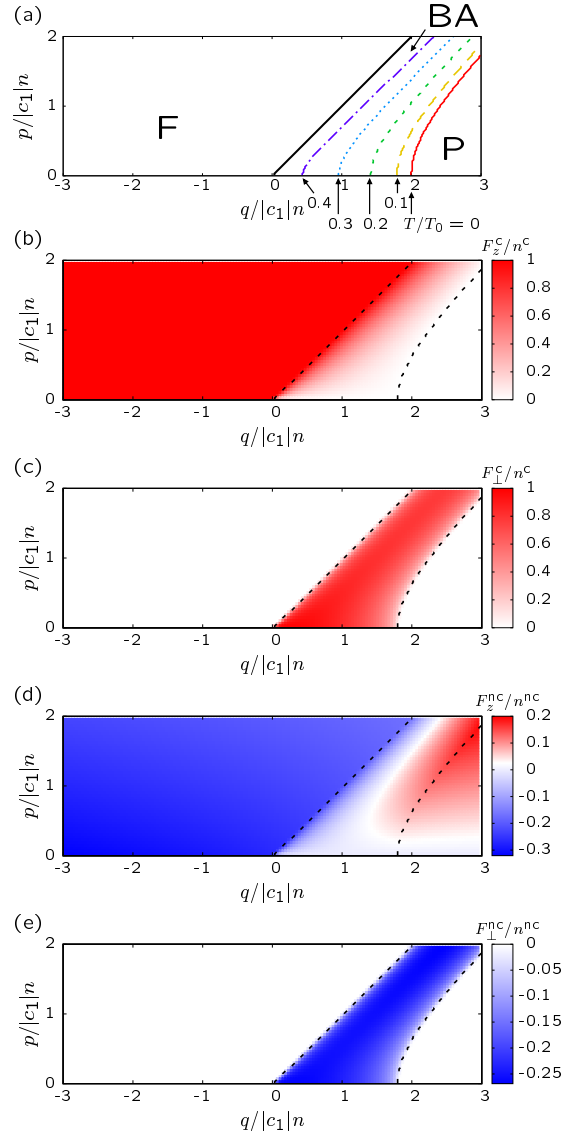 (a)
BA
2
p/|c₁|n
1
F
P
0
-3 -2 -1 0 1 2 3
q/|c₁|n
0.4
0.3
0.2
0.1
T/T₀ = 0
(b)
F_z^c/n^c
2
p/|c₁|n
1
0
-3 -2 -1 0 1 2 3
q/|c₁|n
1
0.8
0.6
0.4
0.2
0
(c)
F_⊥^c/n^c
2
p/|c₁|n
1
0
-3 -2 -1 0 1 2 3
q/|c₁|n
1
0.8
0.6
0.4
0.2
0
(d)
F_z^nc/n^nc
2
p/|c₁|n
1
0
-3 -2 -1 0 1 2 3
q/|c₁|n
0.2
0.1
0
-0.1
-0.2
-0.3
(e)
F_⊥^nc/n^nc
2
p/|c₁|n
1
0
-3 -2 -1 0 1 2 3
q/|c₁|n
0
-0.05
-0.1
-0.15
-0.2
-0.25